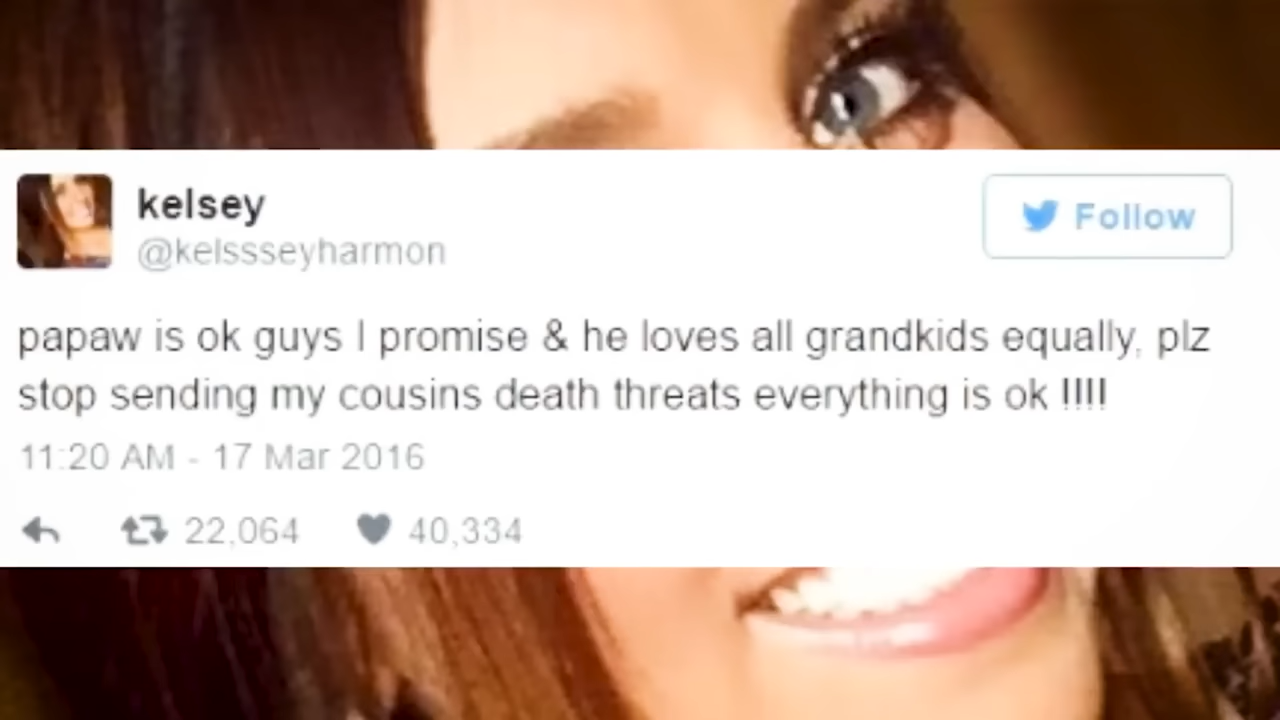 kelsey
@kelssseyharmon
Follow
papaw is ok guys I promise & he loves all grandkids equally, plz
stop sending my cousins death threats everything is ok !!!!
11:20 AM - 17 Mar 2016
22,064 40,334